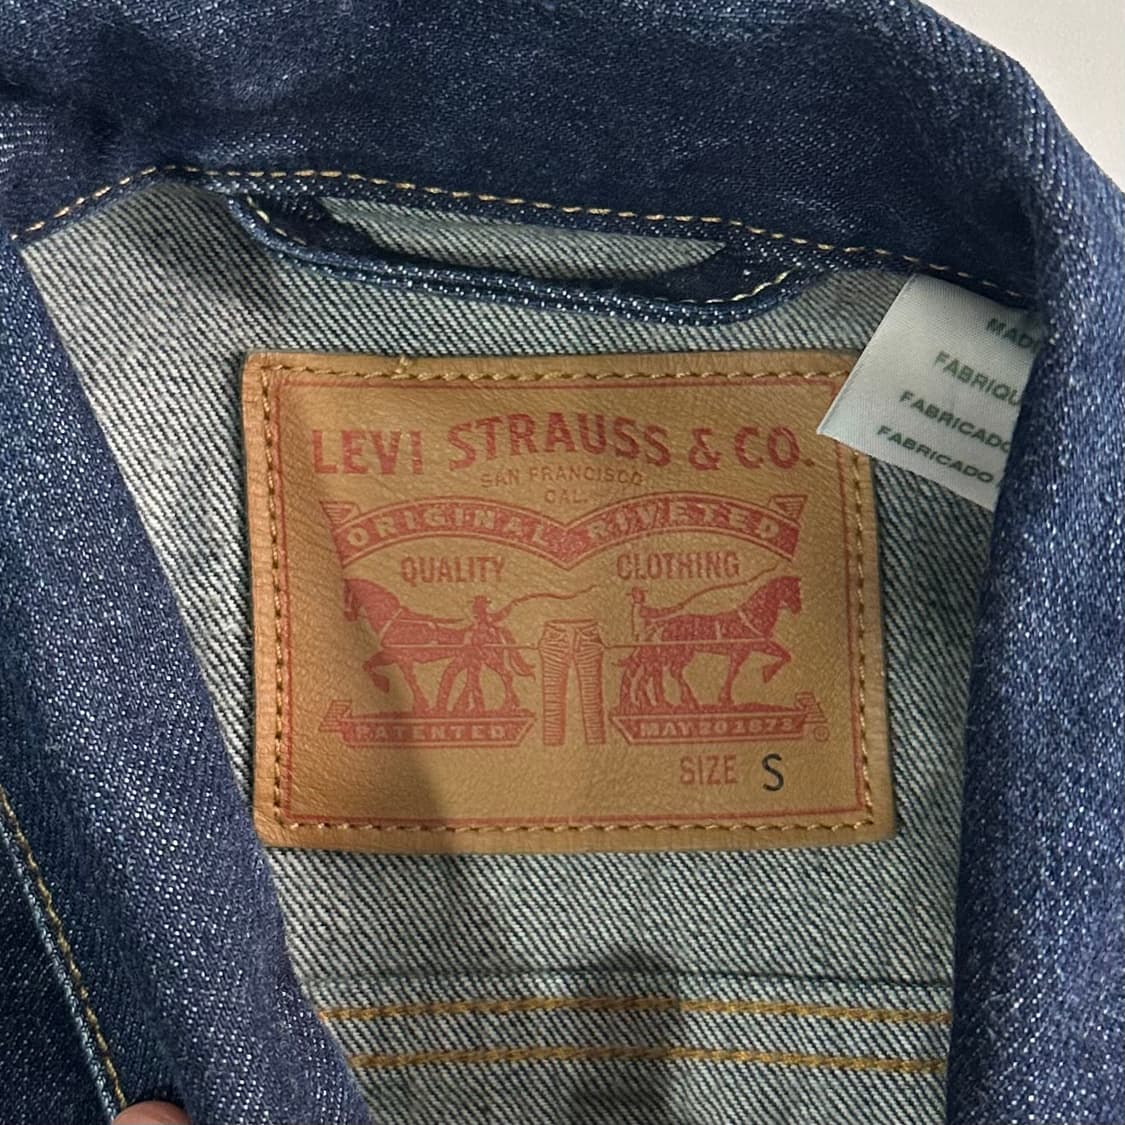 LEVI STRAUSS & CO.
SAN FRANCISCO
CAL.
ORIGINAL RIVETED
QUALITY CLOTHING
PATENTED MAY 20 1873
®
SIZE S
MADE
FABRIQU
FABRICADO
FABRICADO